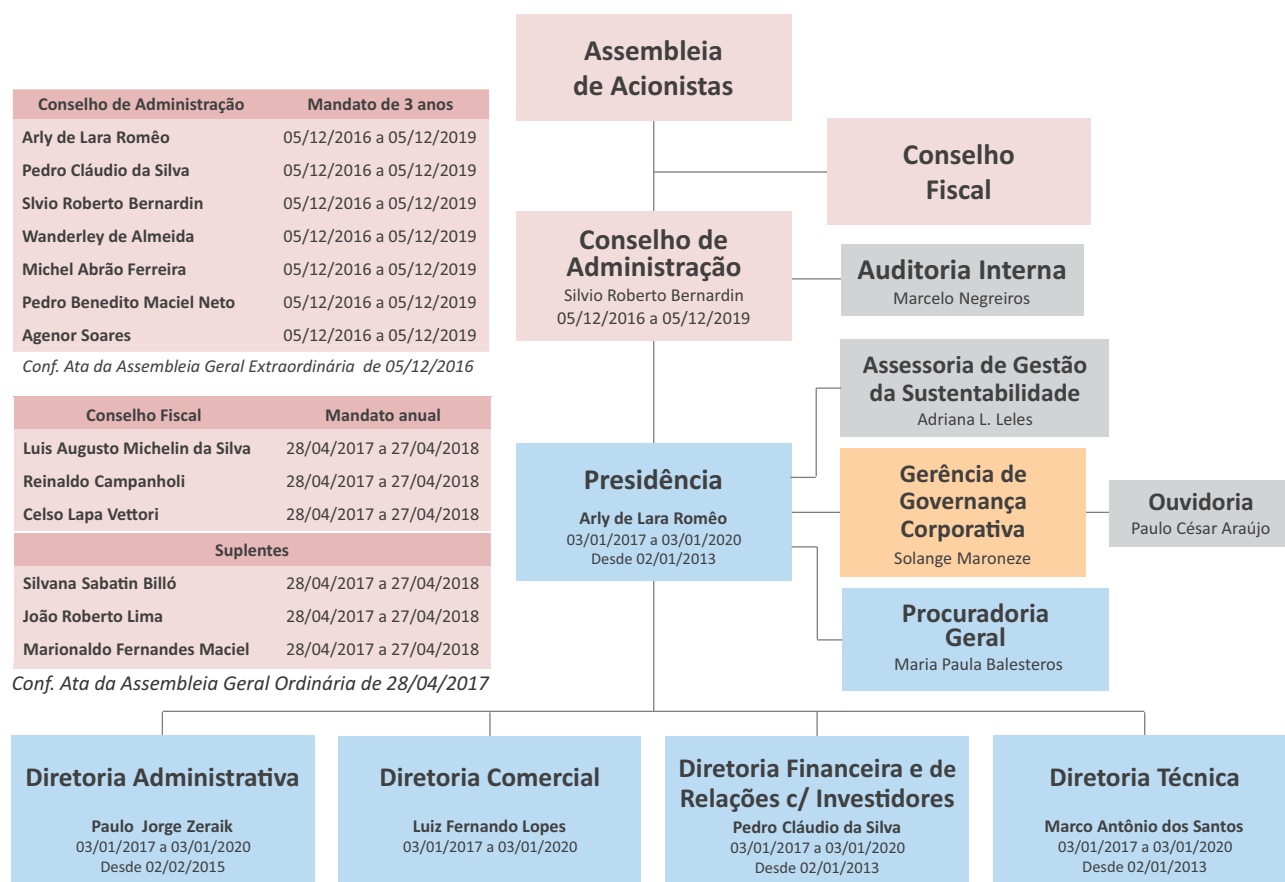 Assembleia
de Acionistas
Conselho de Administração Mandato de 3 anos
Arly de Lara Romêo 05/12/2016 a 05/12/2019
Pedro Cláudio da Silva 05/12/2016 a 05/12/2019
Slvio Roberto Bernardin 05/12/2016 a 05/12/2019
Wanderley de Almeida 05/12/2016 a 05/12/2019
Michel Abrão Ferreira 05/12/2016 a 05/12/2019
Pedro Benedito Maciel Neto 05/12/2016 a 05/12/2019
Agenor Soares 05/12/2016 a 05/12/2019
Conf. Ata da Assembleia Geral Extraordinária de 05/12/2016
Conselho Fiscal Mandato anual
Luis Augusto Michelin da Silva 28/04/2017 a 27/04/2018
Reinaldo Campanholi 28/04/2017 a 27/04/2018
Celso Lapa Vettori 28/04/2017 a 27/04/2018
Suplentes
Silvana Sabatin Billó 28/04/2017 a 27/04/2018
João Roberto Lima 28/04/2017 a 27/04/2018
Marionaldo Fernandes Maciel 28/04/2017 a 27/04/2018
Conf. Ata da Assembleia Geral Ordinária de 28/04/2017
Conselho
Fiscal
Conselho de
Administração
Silvio Roberto Bernardin
05/12/2016 a 05/12/2019
Auditoria Interna
Marcelo Negreiros
Assessoria de Gestão
da Sustentabilidade
Adriana L. Leles
Presidência
Arly de Lara Romêo
03/01/2017 a 03/01/2020
Desde 02/01/2013
Gerência de
Governança
Corporativa
Solange Maroneze
Ouvidoria
Paulo César Araújo
Procuradoria
Geral
Maria Paula Balesteros
Diretoria Administrativa
Paulo Jorge Zeraik
03/01/2017 a 03/01/2020
Desde 02/02/2015
Diretoria Comercial
Luiz Fernando Lopes
03/01/2017 a 03/01/2020
Diretoria Financeira e de
Relações c/ Investidores
Pedro Cláudio da Silva
03/01/2017 a 03/01/2020
Desde 02/01/2013
Diretoria Técnica
Marco Antônio dos Santos
03/01/2017 a 03/01/2020
Desde 02/01/2013